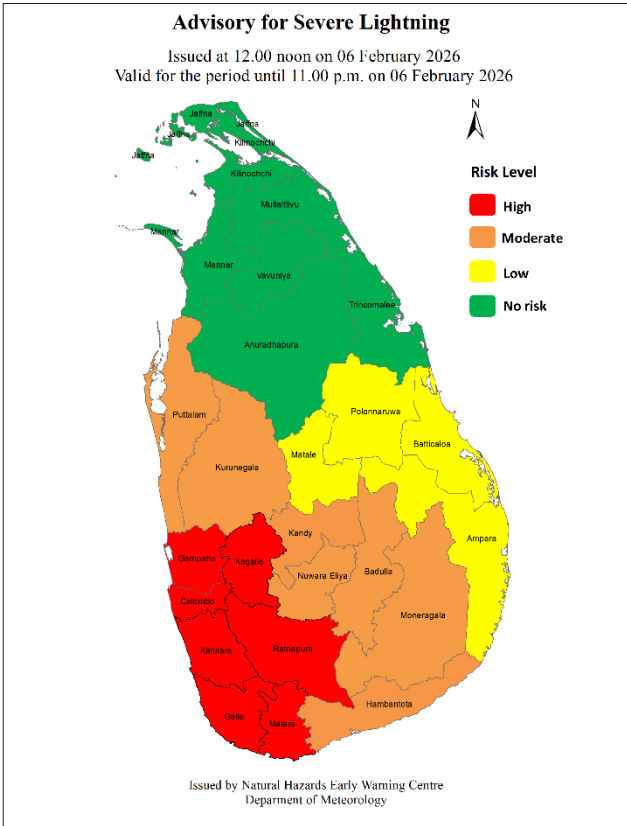 Advisory for Severe Lightning
Issued at 12.00 noon on 06 February 2026
Valid for the period until 11.00 p.m. on 06 February 2026
N
Risk Level
High
Moderate
Low
No risk
Jaffna
Jaffna
Jaffna
Kilinochchi
Jaffna
Kilinochchi
Mullaittivu
Mannar
Mannar
Vavuniya
Trincomalee
Anuradhapura
Puttalam
Polonnaruwa
Batticaloa
Matale
Kurunegala
Kandy
Ampara
Gampaha
Kegalle
Nuwara Eliya
Badulla
Colombo
Moneragala
Kalutara
Ratnapura
Hambantota
Galle
Matara
Issued by Natural Hazards Early Warning Centre
Deparment of Meteorology